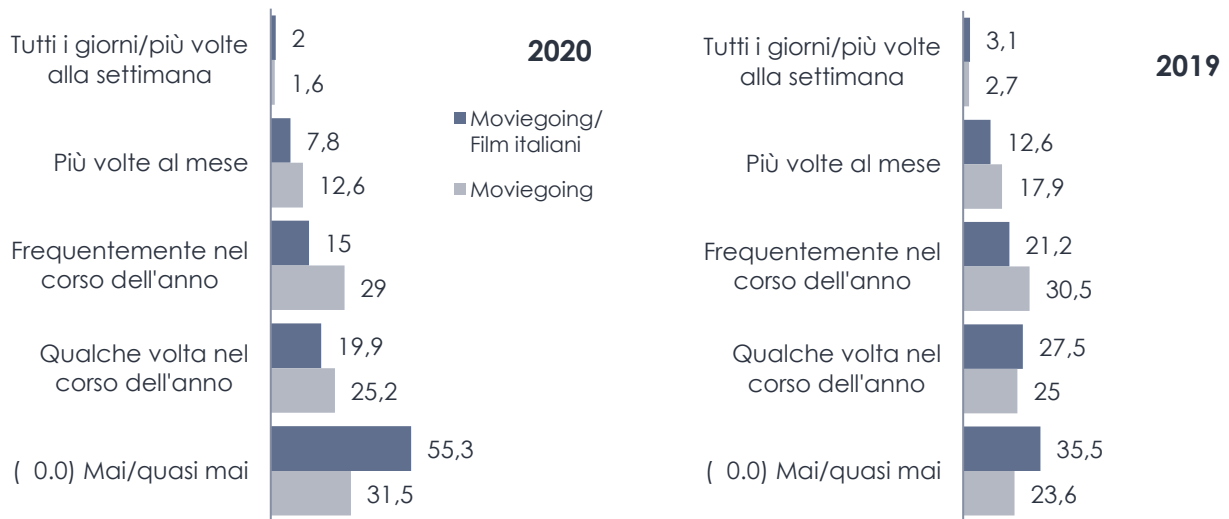 2020
Tutti i giorni/più volte
alla settimana
2
1,6
Più volte al mese
7,8
12,6
Frequentemente nel
corso dell'anno
15
29
Qualche volta nel
corso dell'anno
19,9
25,2
( 0.0) Mai/quasi mai
55,3
31,5
Moviegoing/
Film italiani
Moviegoing
2019
Tutti i giorni/più volte
alla settimana
3,1
2,7
Più volte al mese
12,6
17,9
Frequentemente nel
corso dell'anno
21,2
30,5
Qualche volta nel
corso dell'anno
27,5
25
( 0.0) Mai/quasi mai
35,5
23,6